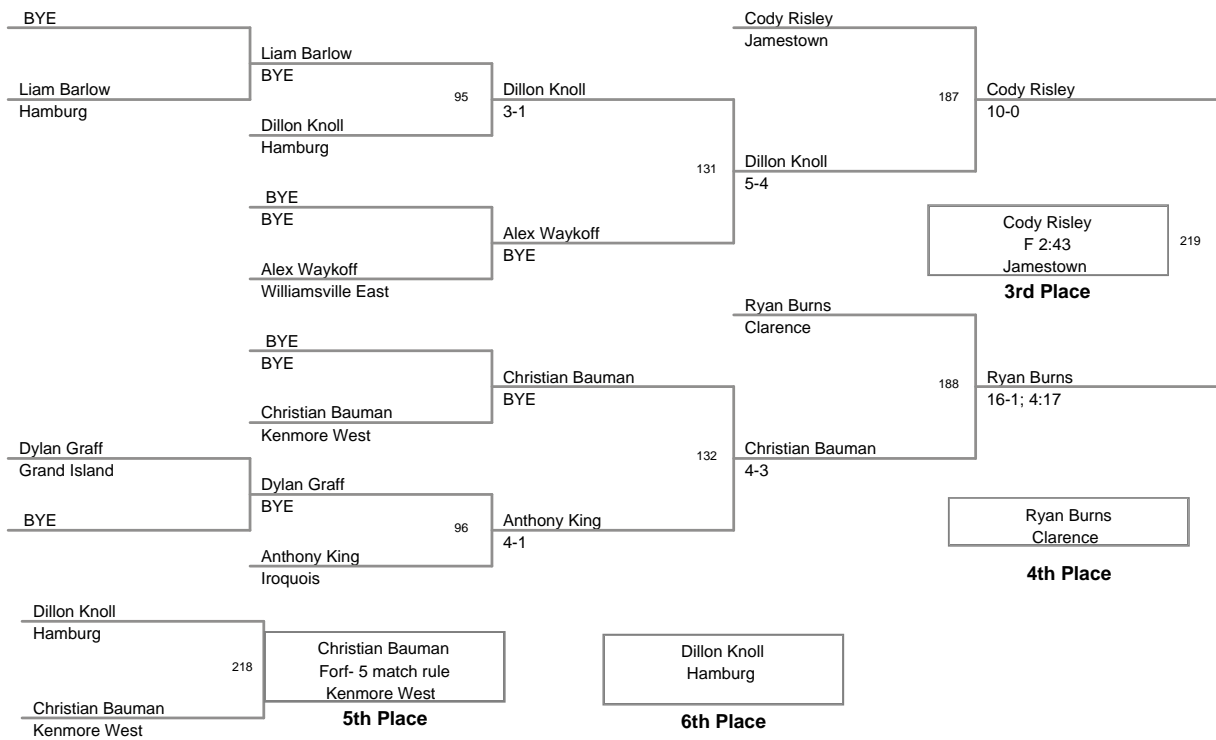 BYE
Liam Barlow
Hamburg
Liam Barlow
BYE
95
Dillon Knoll
Hamburg
Dillon Knoll
3-1
BYE
BYE
Alex Waykoff
Williamsville East
Alex Waykoff
BYE
131
Dillon Knoll
5-4
Cody Risley
Jamestown
187
Cody Risley
10-0
Cody Risley
F 2:43
Jamestown
219
3rd Place
BYE
BYE
Christian Bauman
Kenmore West
Christian Bauman
BYE
Dylan Graff
Grand Island
BYE
Dylan Graff
BYE
96
Anthony King
Iroquois
Anthony King
4-1
132
Christian Bauman
4-3
Ryan Burns
Clarence
188
Ryan Burns
16-1; 4:17
Ryan Burns
Clarence
4th Place
Dillon Knoll
Hamburg
218
Christian Bauman
Kenmore West
Christian Bauman
Forf- 5 match rule
Kenmore West
5th Place
Dillon Knoll
Hamburg
6th Place